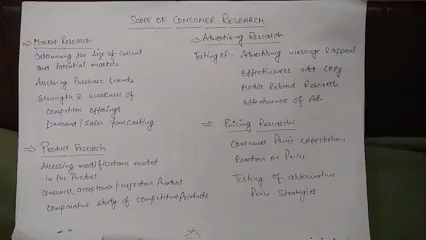 SCOPE OF CONSUMER RESEARCH
⇒ Market Research
Determining the size of current
and potential markets
Assessing Purchase trends
Strength & weakness of
competitor offerings
Demand / Sales Forecasting
⇒ Product Research
Assessing modifications needed
in the Product
Consumer acceptance / rejection Product
Comparative study of competitive Products
⇒ Advertising Research
Testing of:- Advertising message & appeal
Effectiveness copy
Media Related Research
Effectiveness of Ad.
⇒ Pricing Research:-
Consumer Price expectation
Reaction on Price
Testing of alternative
Price Strategies